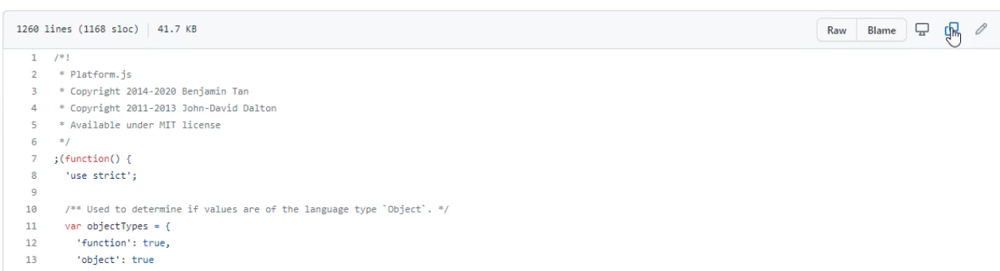 1260 lines (1168 sloc) 41.7 KB Raw Blame
1 /*!
2 * Platform.js
3 * Copyright 2014-2020 Benjamin Tan
4 * Copyright 2011-2013 John-David Dalton
5 * Available under MIT license
6 */
7 ;(function() {
8 'use strict';
9
10 /** Used to determine if values are of the language type `Object`. */
11 var objectTypes = {
12 'function': true,
13 'object': true